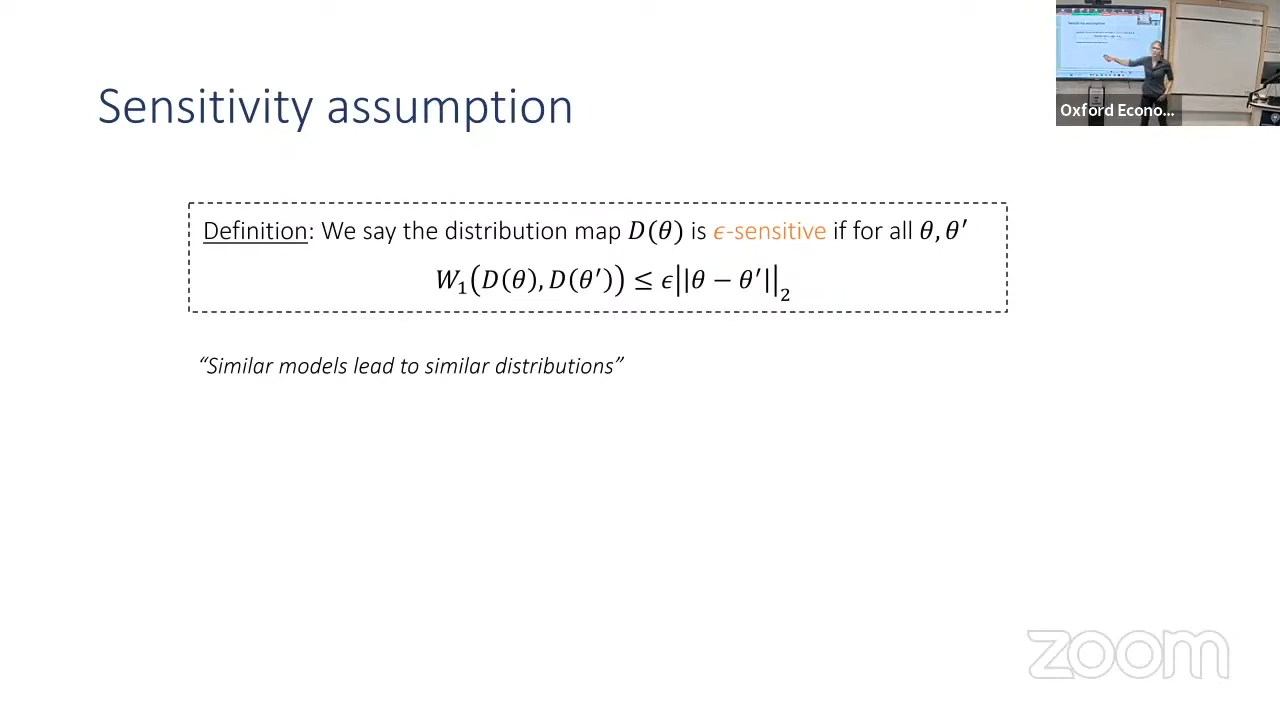 Sensitivity assumption
Oxford Econo...
Definition: We say the distribution map D(θ) is ϵ-sensitive if for all θ, θ′
W₁(D(θ), D(θ′)) ≤ ϵ||θ − θ′||₂
“Similar models lead to similar distributions”
zoom